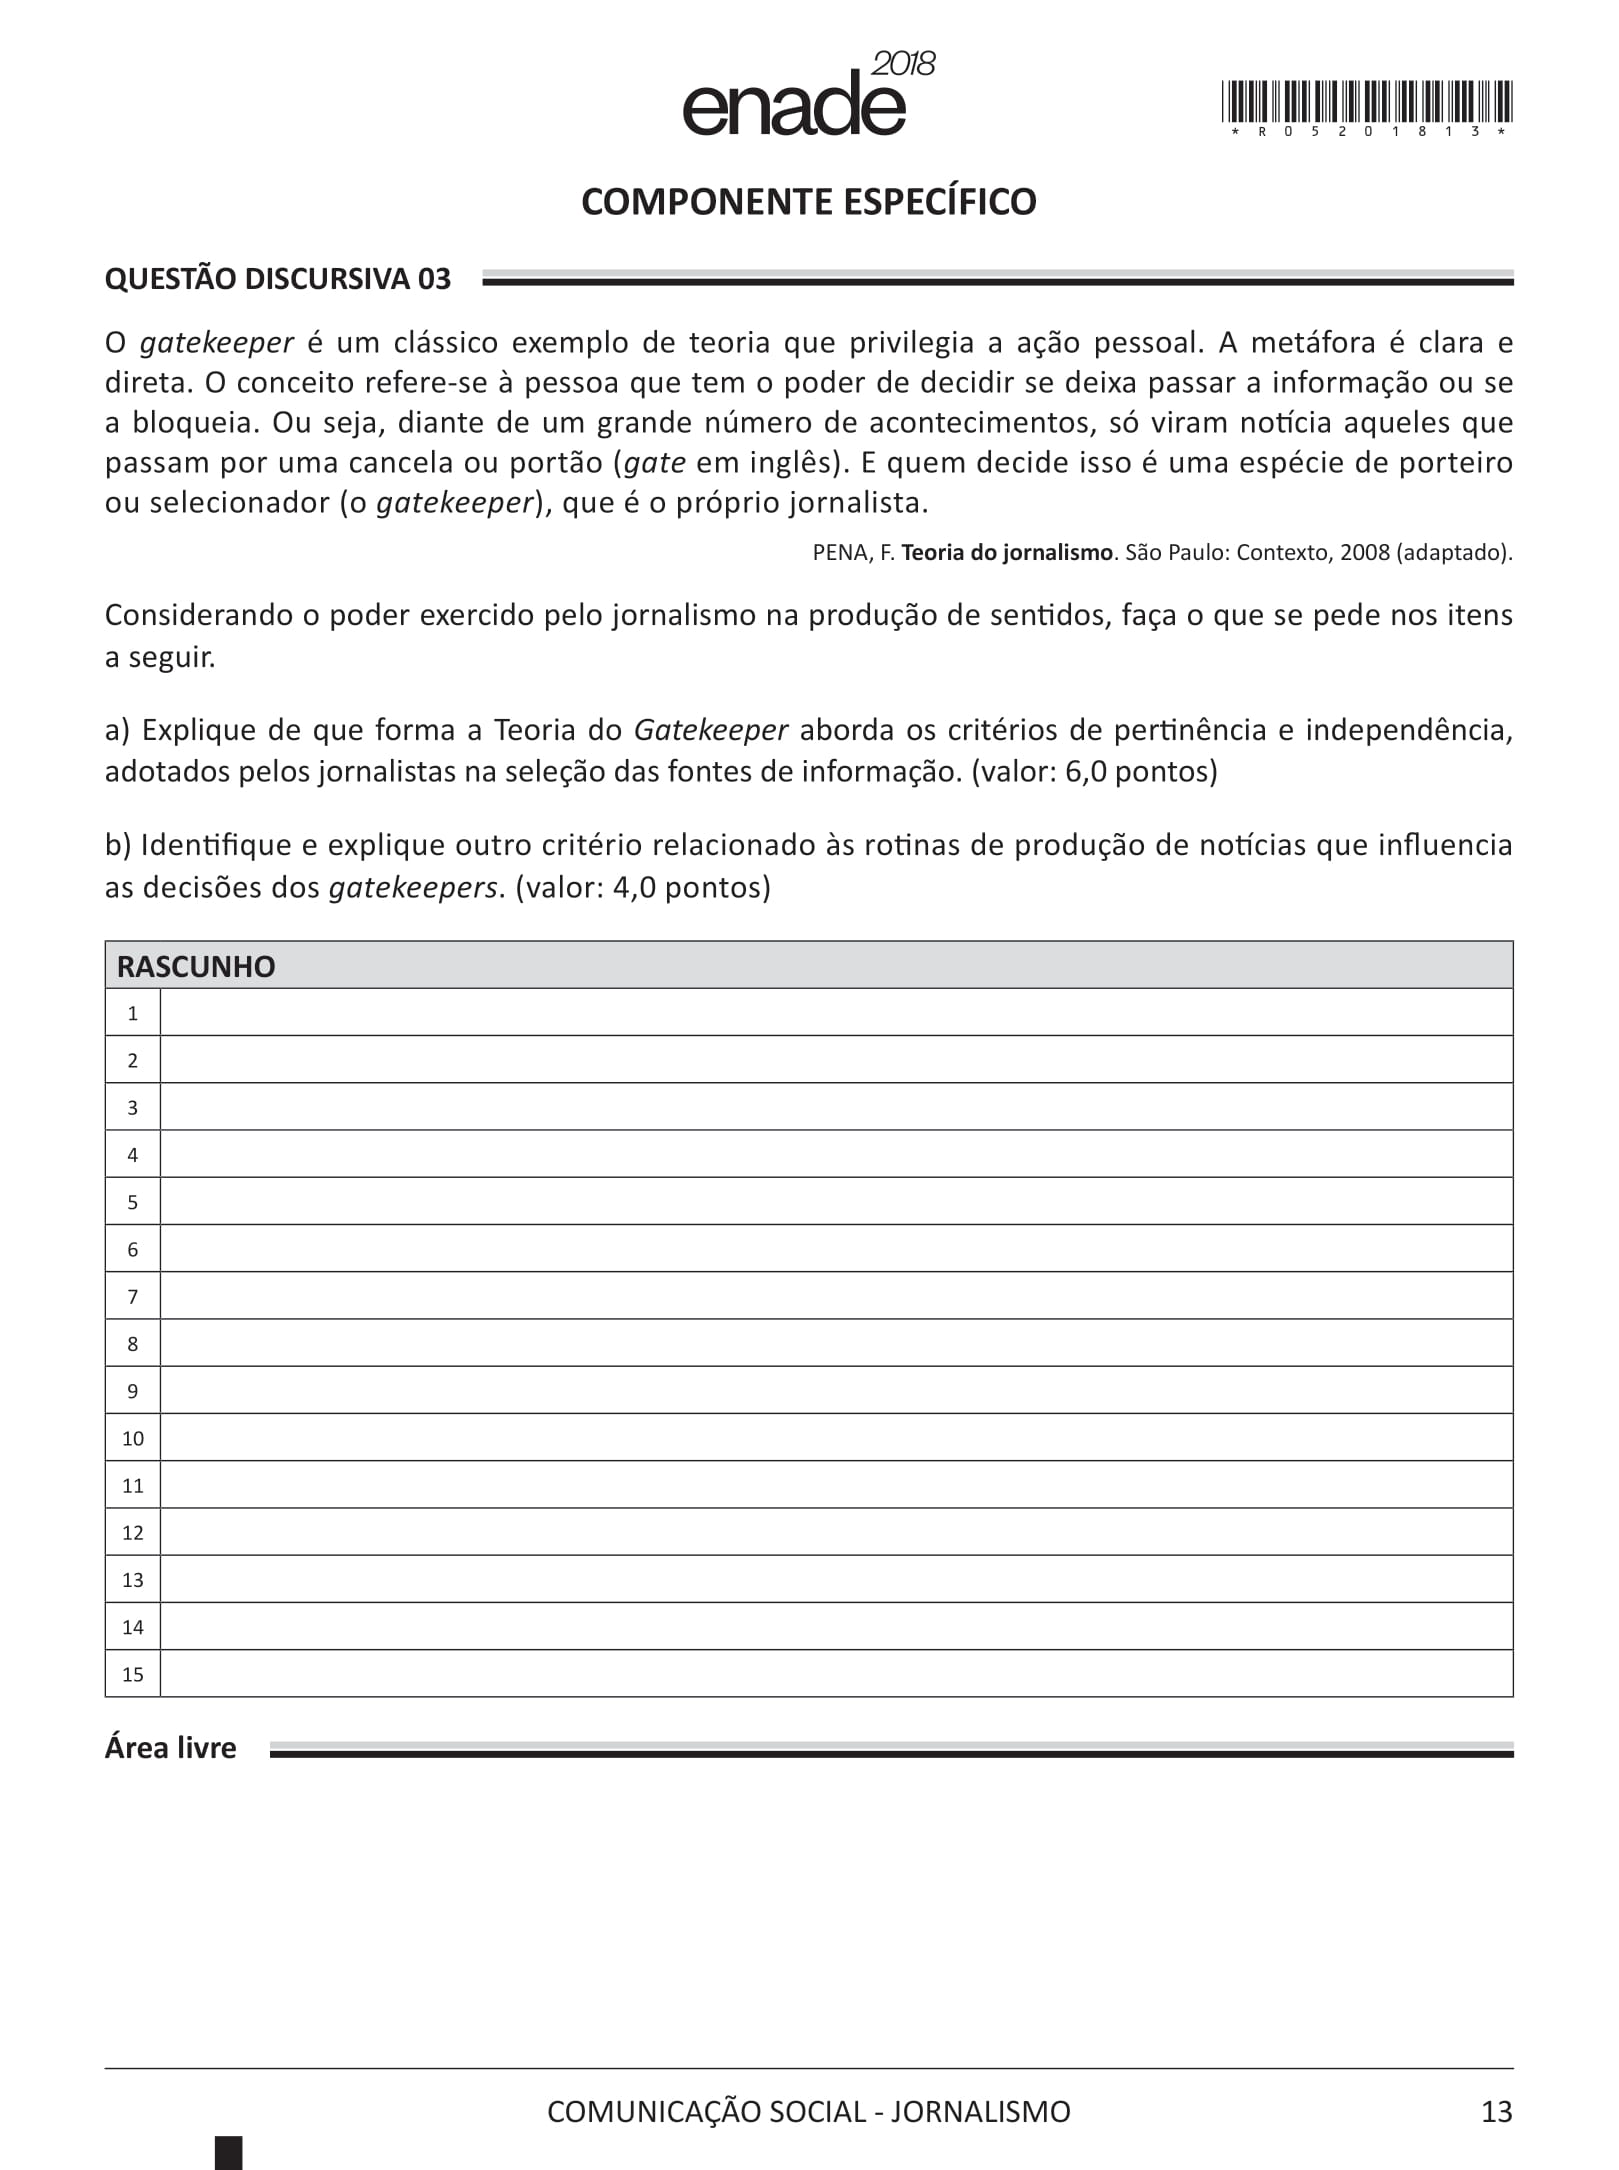 enade 2018
*R05201813*
COMPONENTE ESPECÍFICO
QUESTÃO DISCURSIVA 03
O gatekeeper é um clássico exemplo de teoria que privilegia a ação pessoal. A metáfora é clara e
direta. O conceito refere-se à pessoa que tem o poder de decidir se deixa passar a informação ou se
a bloqueia. Ou seja, diante de um grande número de acontecimentos, só viram notícia aqueles que
passam por uma cancela ou portão (gate em inglês). E quem decide isso é uma espécie de porteiro
ou selecionador (o gatekeeper), que é o próprio jornalista.
PENA, F. Teoria do jornalismo. São Paulo: Contexto, 2008 (adaptado).
Considerando o poder exercido pelo jornalismo na produção de sentidos, faça o que se pede nos itens
a seguir.
a) Explique de que forma a Teoria do Gatekeeper aborda os critérios de pertinência e independência,
adotados pelos jornalistas na seleção das fontes de informação. (valor: 6,0 pontos)
b) Identifique e explique outro critério relacionado às rotinas de produção de notícias que influencia
as decisões dos gatekeepers. (valor: 4,0 pontos)
RASCUNHO
1
2
3
4
5
6
7
8
9
10
11
12
13
14
15
Área livre
COMUNICAÇÃO SOCIAL - JORNALISMO
13